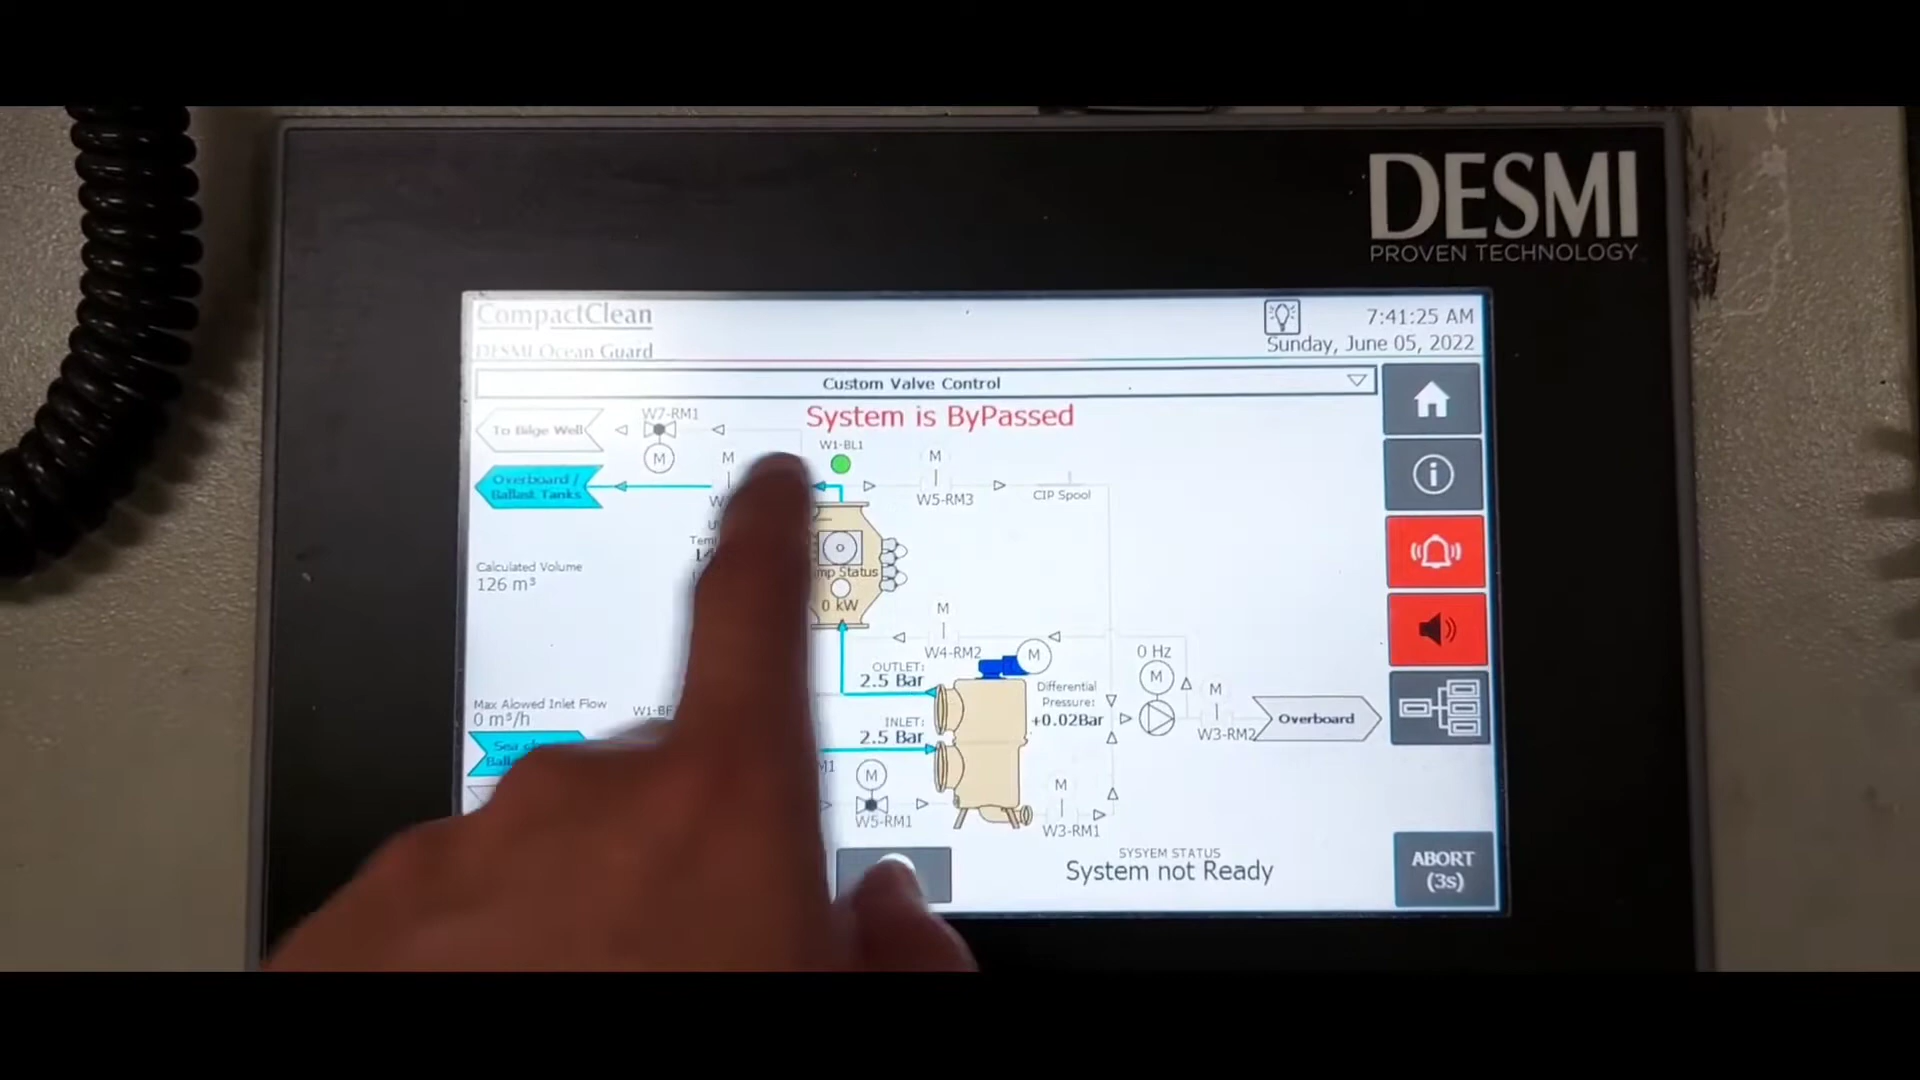 DESMI
PROVEN TECHNOLOGY
CompactClean
DESMI Ocean Guard
7:41:25 AM
Sunday, June 05, 2022
Custom Valve Control
System is ByPassed
To Bilge Well
W7-RM1
M
W1-BL1
M
M
Overboard /
Ballast Tanks
W5-RM3
CIP Spool
Calculated Volume
126 m³
0 kW
M
W4-RM2
M
0 Hz
M
M
OUTLET:
2.5 Bar
Differential
Pressure:
+0.02Bar
INLET:
2.5 Bar
W3-RM2
Overboard
Max Alowed Inlet Flow
0 m³/h
M
W5-RM1
M
W3-RM1
SYSYEM STATUS
System not Ready
ABORT
(3s)